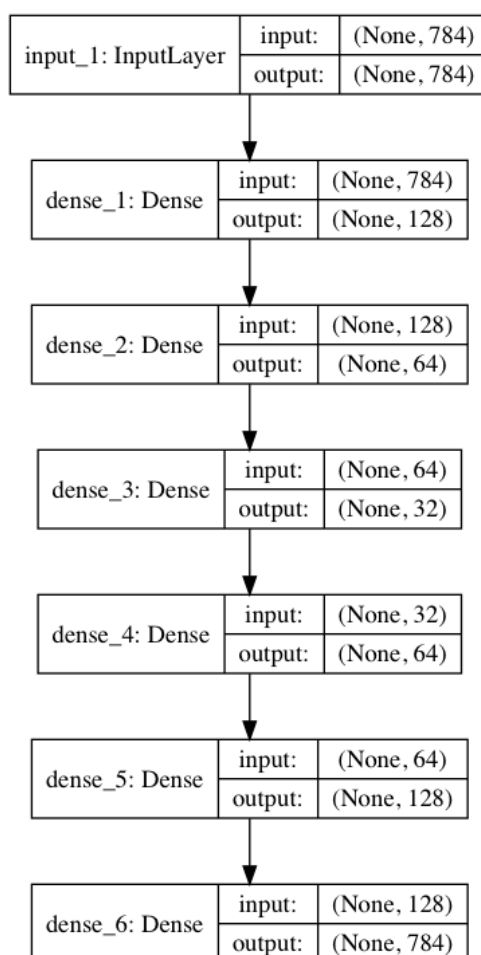 input_1: InputLayer
input: (None, 784)
output: (None, 784)
dense_1: Dense
input: (None, 784)
output: (None, 128)
dense_2: Dense
input: (None, 128)
output: (None, 64)
dense_3: Dense
input: (None, 64)
output: (None, 32)
dense_4: Dense
input: (None, 32)
output: (None, 64)
dense_5: Dense
input: (None, 64)
output: (None, 128)
dense_6: Dense
input: (None, 128)
output: (None, 784)